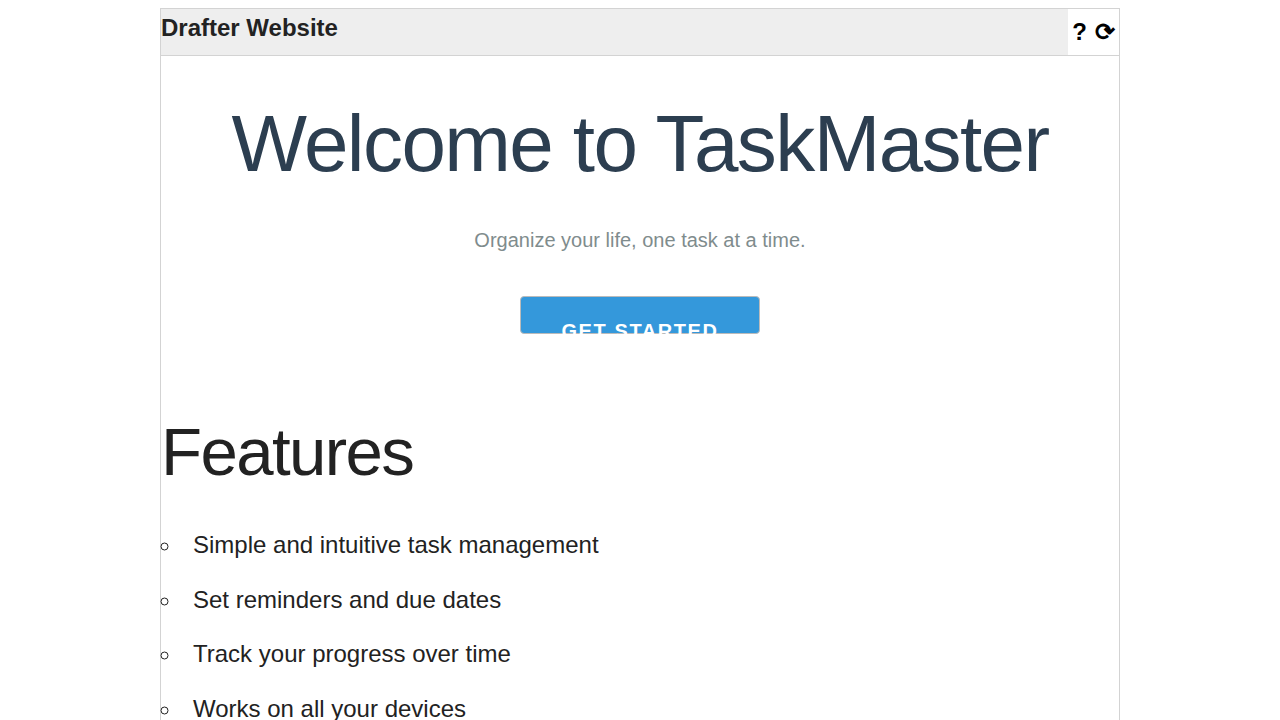 Drafter Website
? ⟳
Welcome to TaskMaster
Organize your life, one task at a time.
GET STARTED
Features
Simple and intuitive task management
Set reminders and due dates
Track your progress over time
Works on all your devices